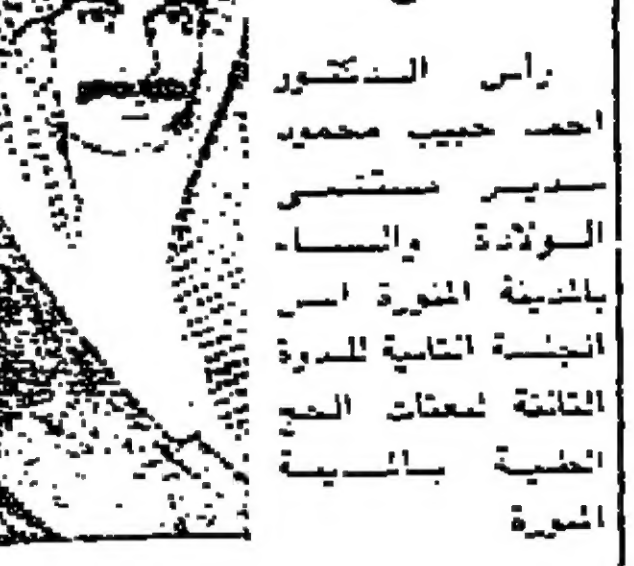 رأس الدكتور
احمد حبيب محمود
مدير مستشفى
الولادة والنساء
بالمدينة المنورة امس
الجلسة الثانية للدورة
الثانية لبعثات الحج
الطبية بالمدينة
المنورة